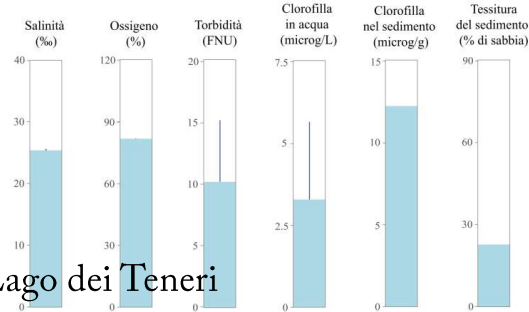 Salinità
(‰)
Ossigeno
(%)
Torbidità
(FNU)
Clorofilla
in acqua
(microg/L)
Clorofilla
nel sedimento
(microg/g)
Tessitura
del sedimento
(% di sabbia)
40
30
20
10
120
90
60
30
0
20
15
10
5
0
7.5
5
2.5
0
15
10
5
0
90
60
30
0
Lago dei Teneri